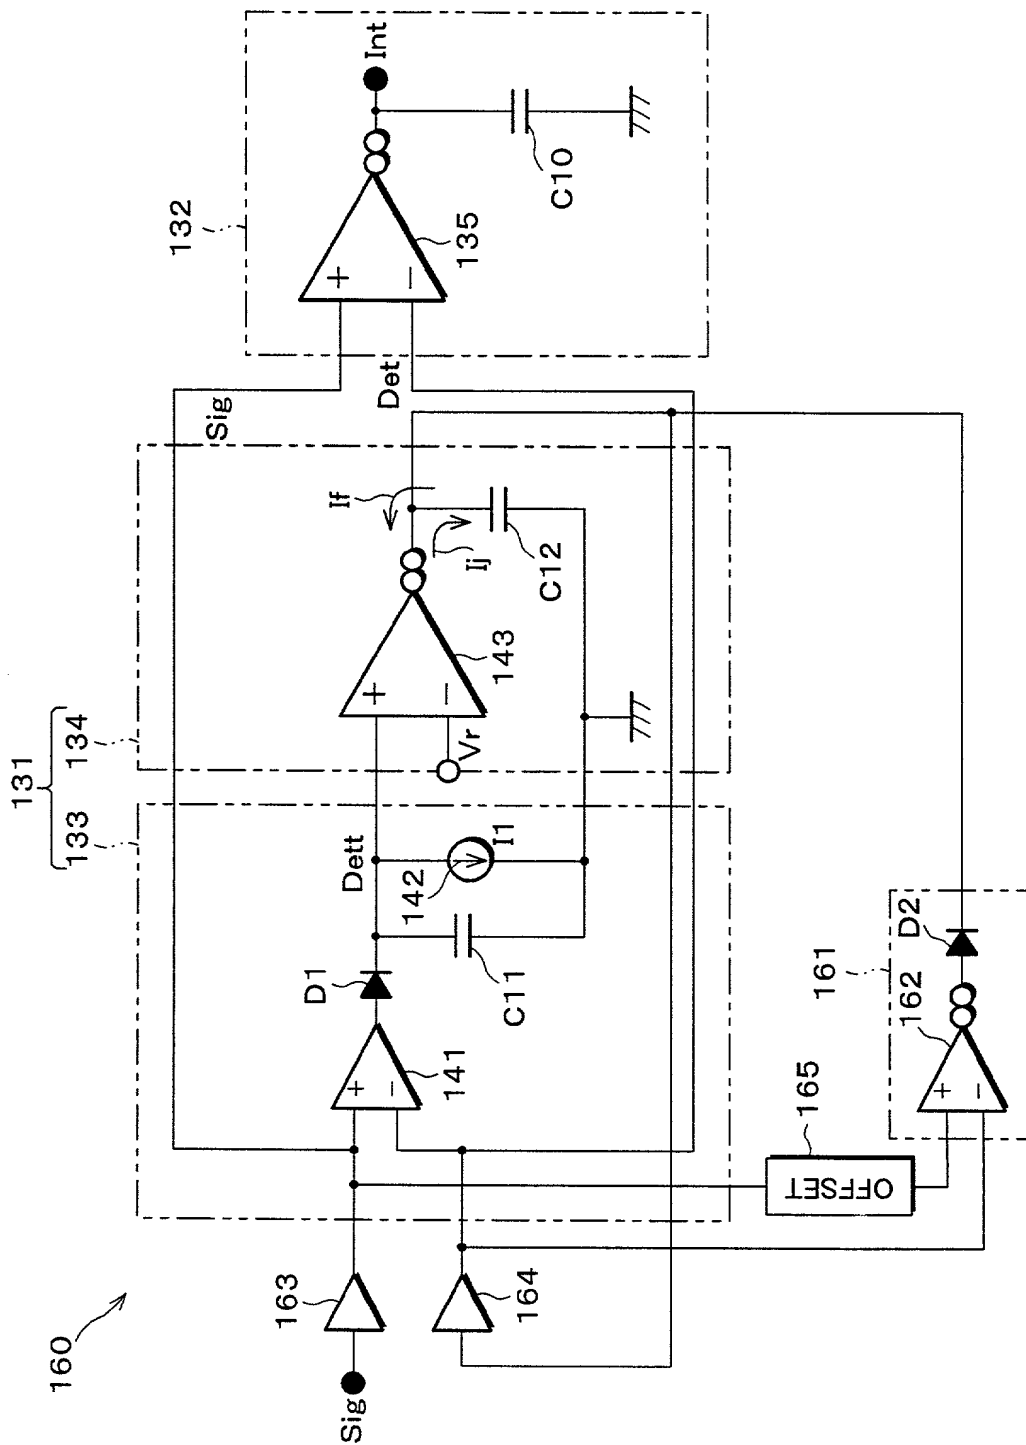 160
131
133
134
132
Sig
163
164
141
D1
C11
Dett
142
I1
Vr
+
−
143
Ij
If
C12
Sig
Det
+
−
135
C10
Int
+
−
OFFSET
165
161
162
D2
+
−